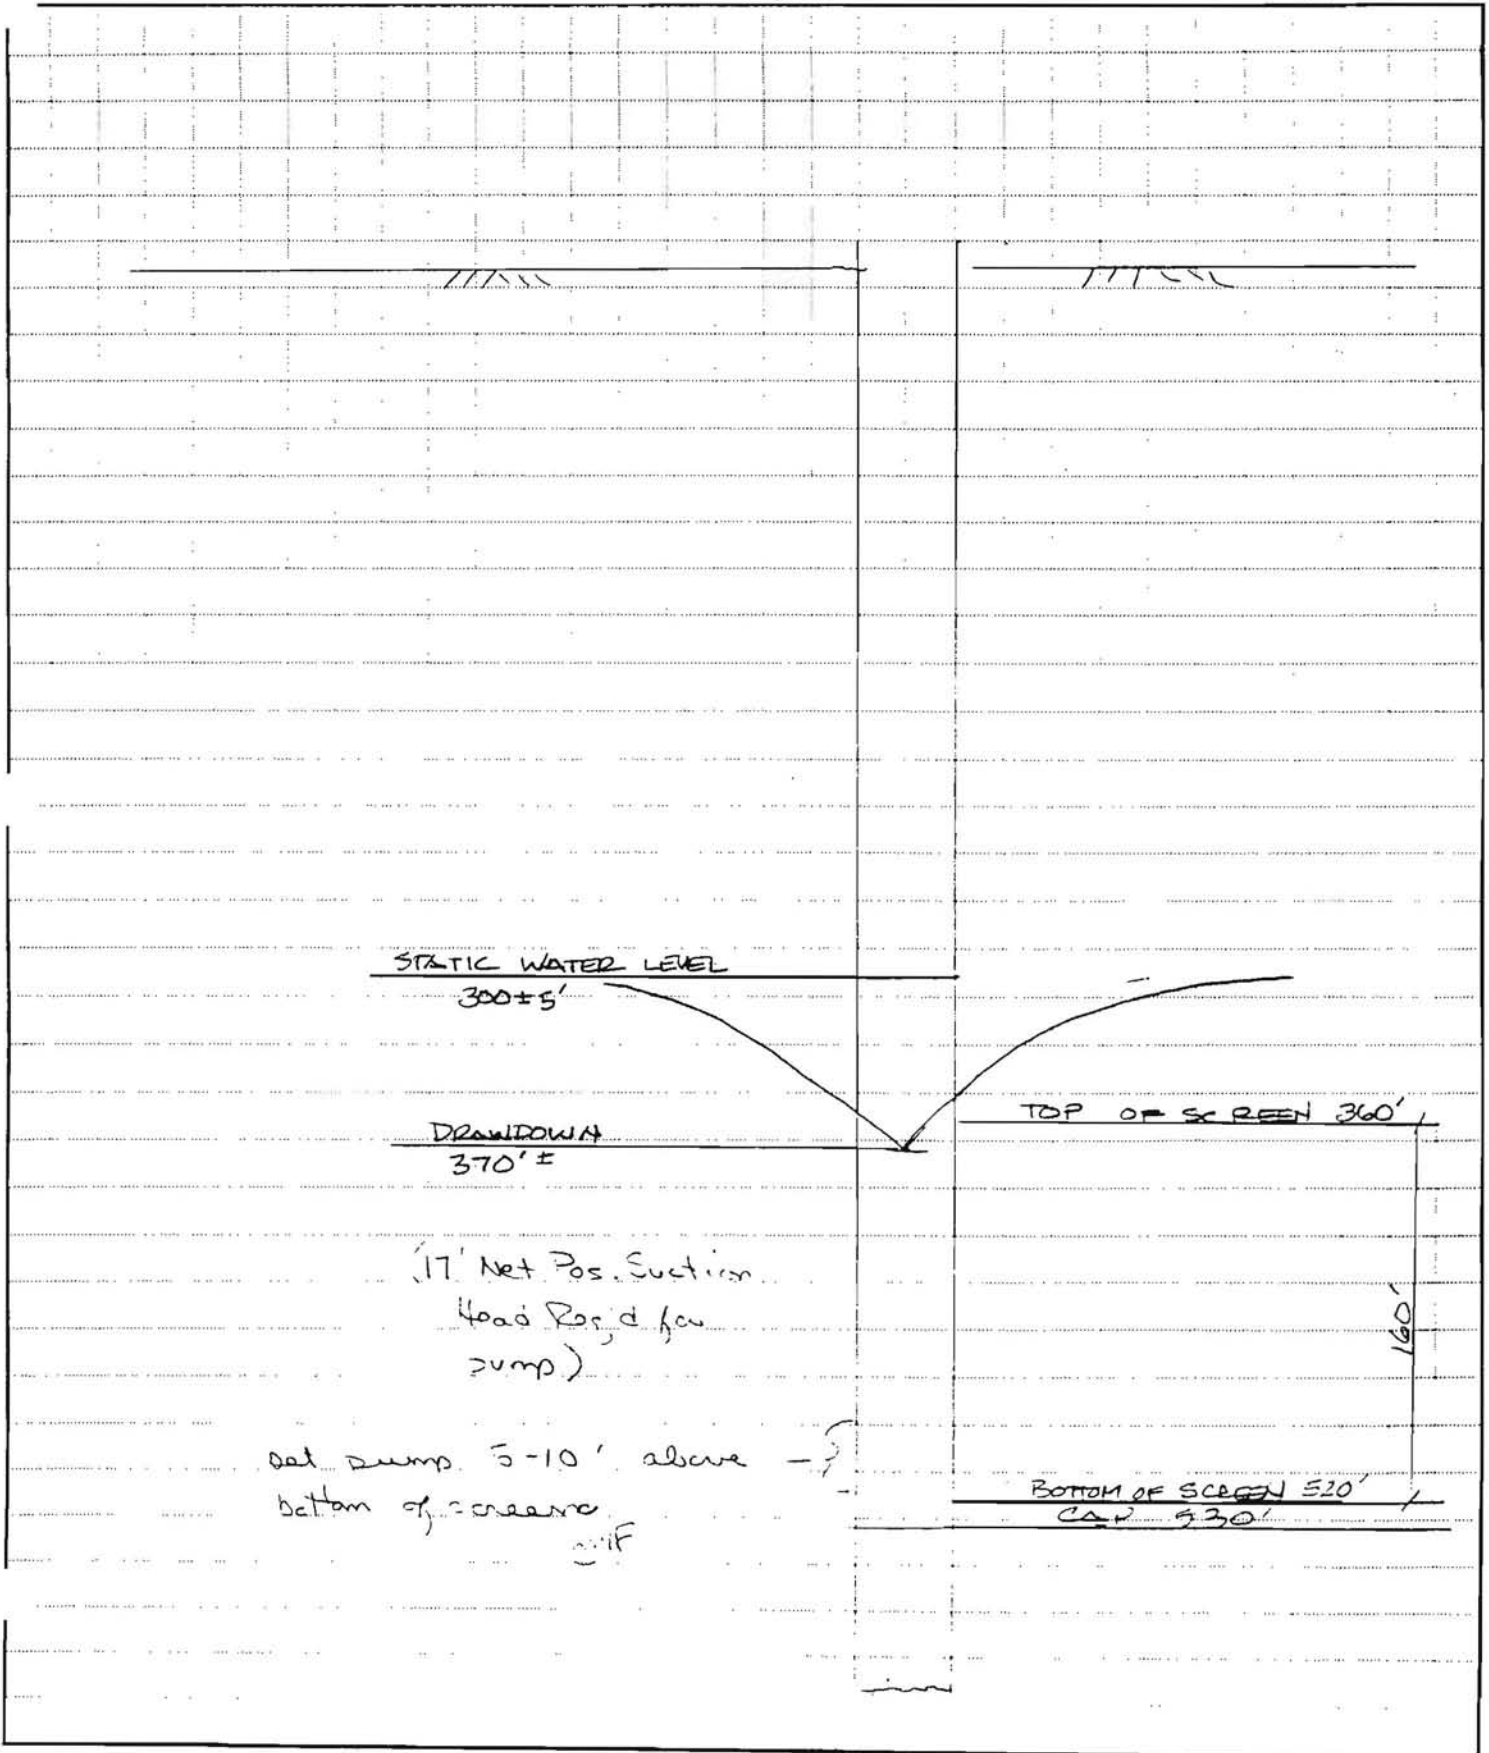 STATIC WATER LEVEL
300±5'
TOP OF SCREEN 360'
DRAWDOWN
370'±
(17' Net Pos. Suction
Head Req'd for
pump)
160'
set pump 5-10' above
bottom of screens
BOTTOM OF SCREEN 520'
CAP 530'